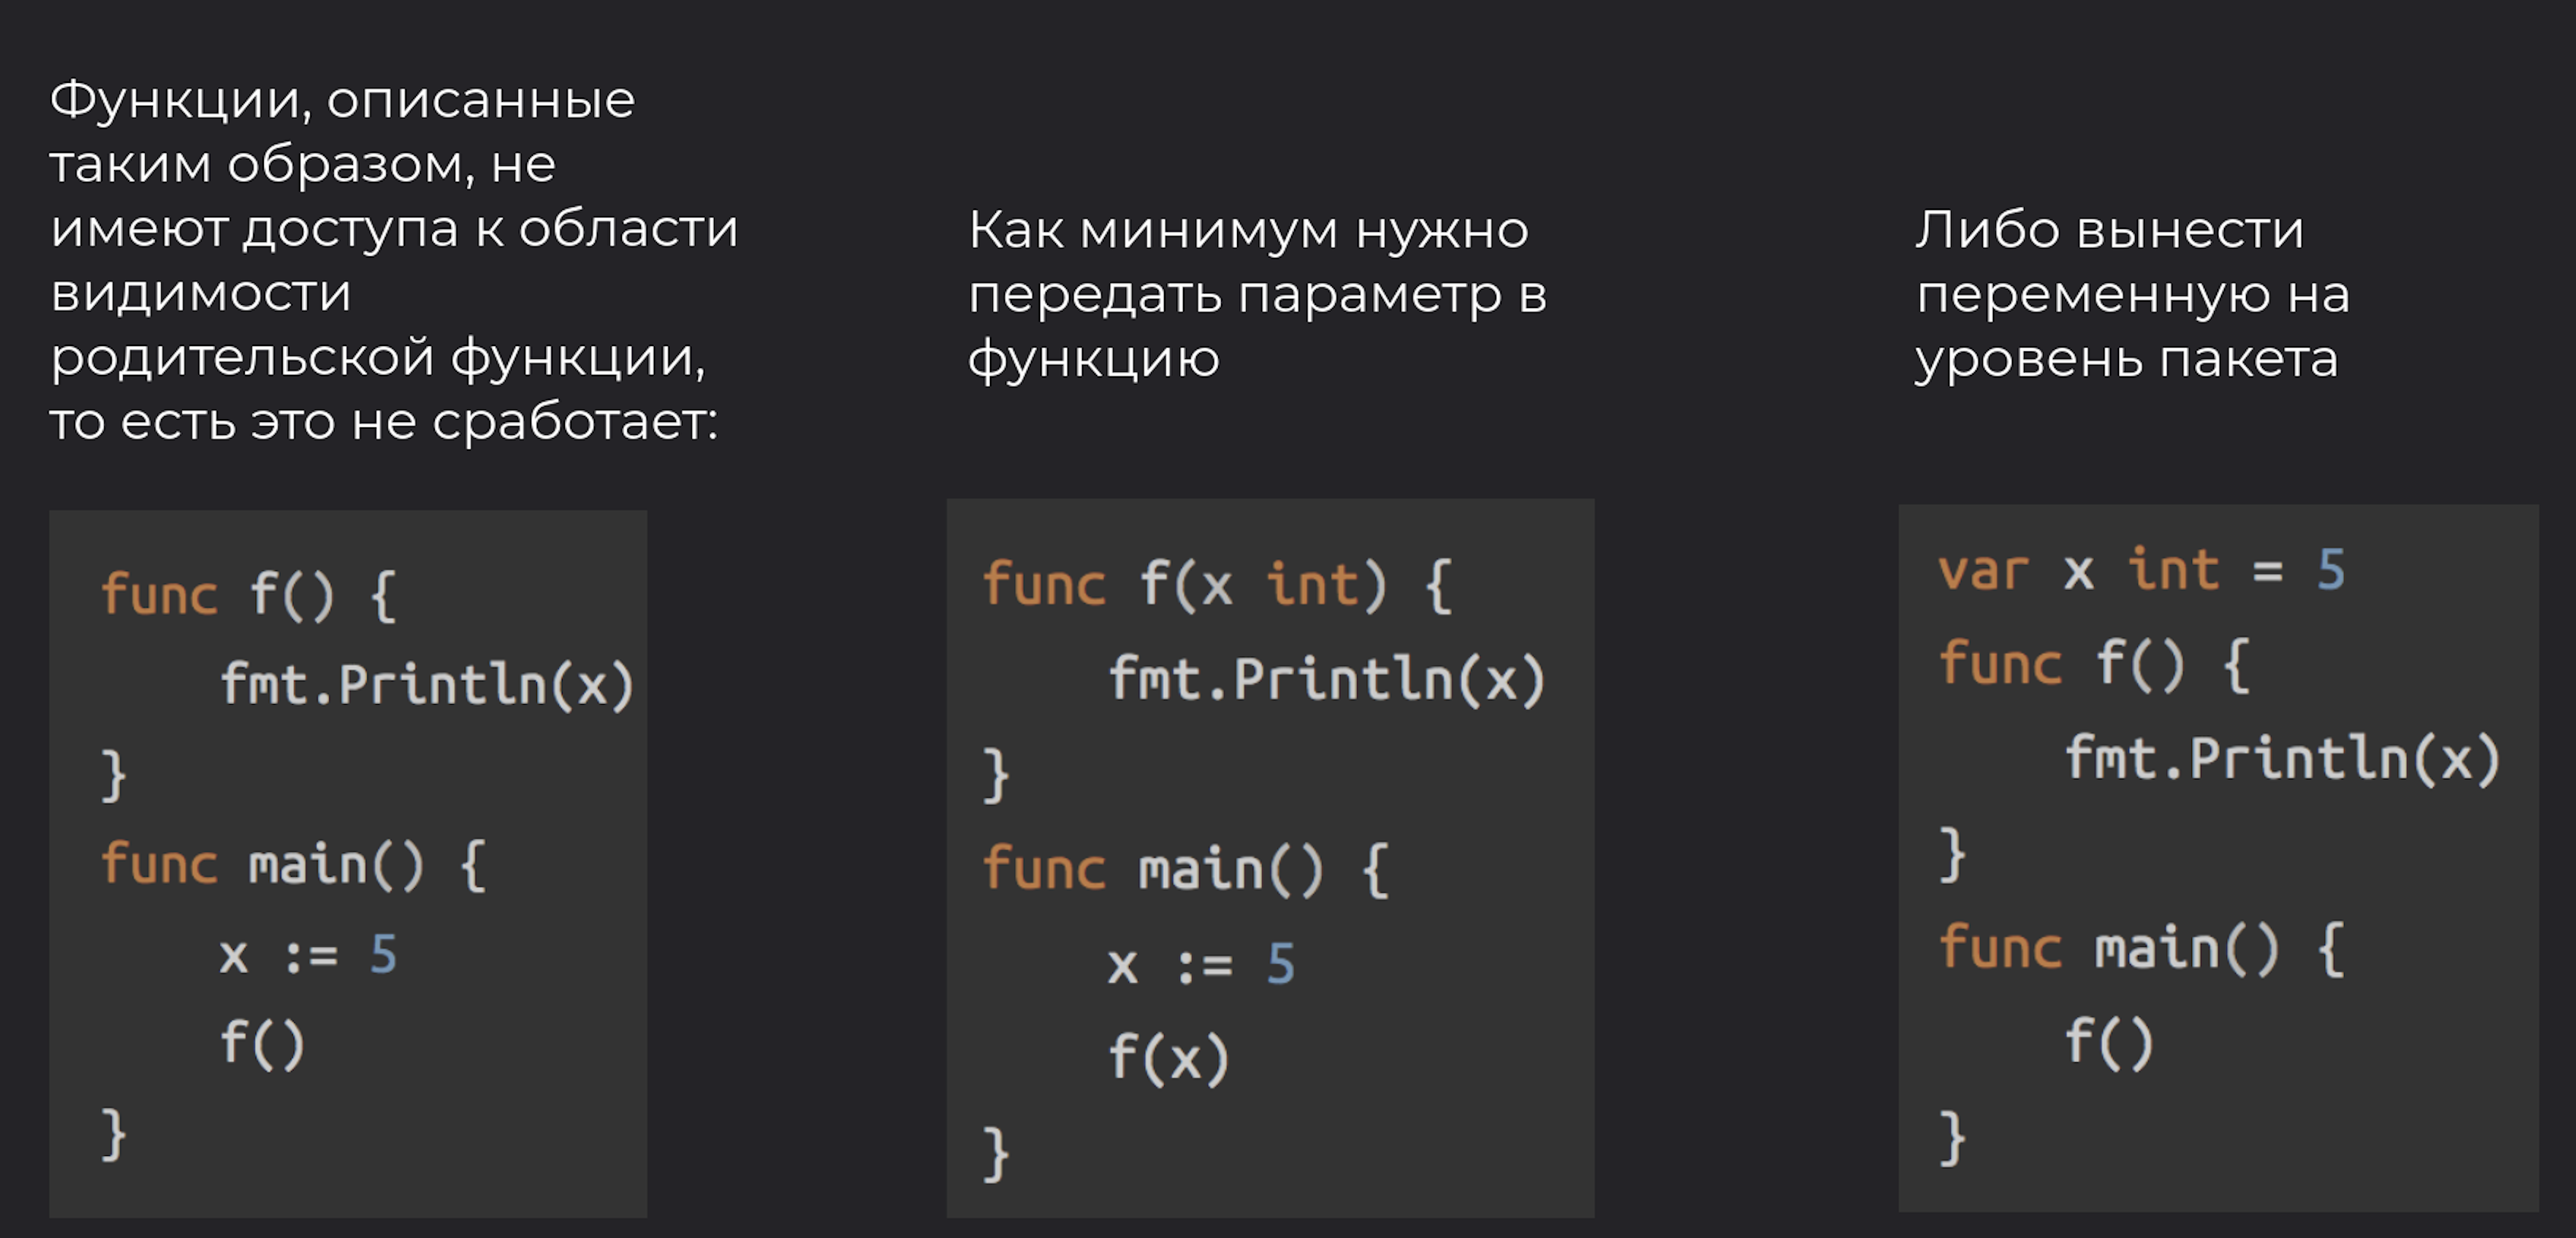 Функции, описанные
таким образом, не
имеют доступа к области
видимости
родительской функции,
то есть это не сработает:
func f() {
    fmt.Println(x)
}
func main() {
    x := 5
    f()
}
Как минимум нужно
передать параметр в
функцию
func f(x int) {
    fmt.Println(x)
}
func main() {
    x := 5
    f(x)
}
Либо вынести
переменную на
уровень пакета
var x int = 5
func f() {
    fmt.Println(x)
}
func main() {
    f()
}